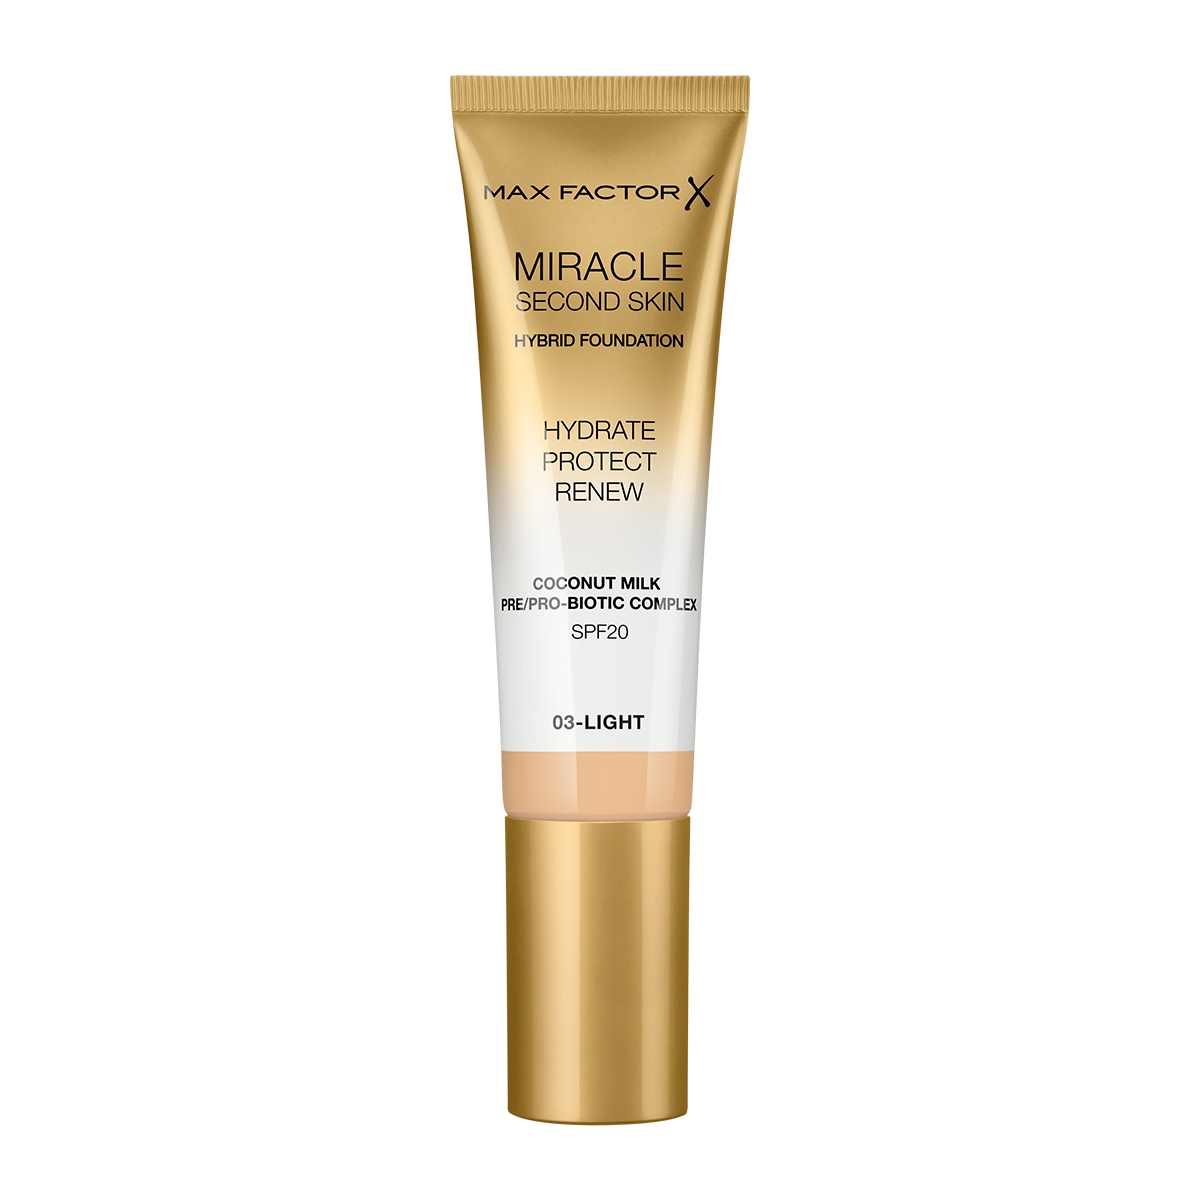 MAX FACTOR X
MIRACLE
SECOND SKIN
HYBRID FOUNDATION
HYDRATE
PROTECT
RENEW
COCONUT MILK
PRE/PRO-BIOTIC COMPLEX
SPF20
03-LIGHT